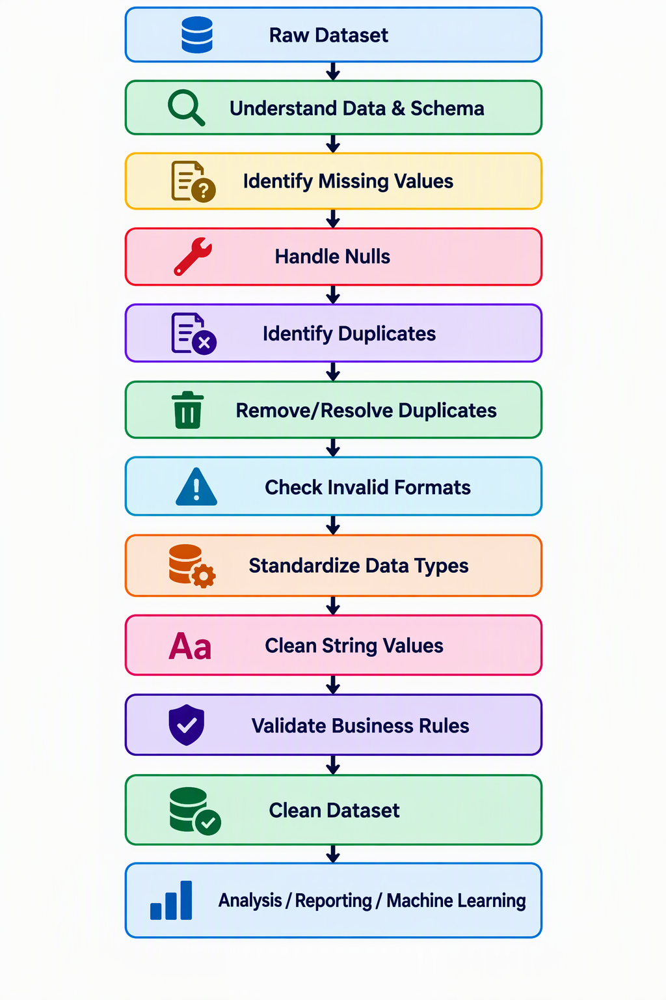 Raw Dataset
Understand Data & Schema
Identify Missing Values
?
Handle Nulls
Identify Duplicates
Remove/Resolve Duplicates
!
Check Invalid Formats
Standardize Data Types
Aa
Clean String Values
Validate Business Rules
Clean Dataset
Analysis / Reporting / Machine Learning